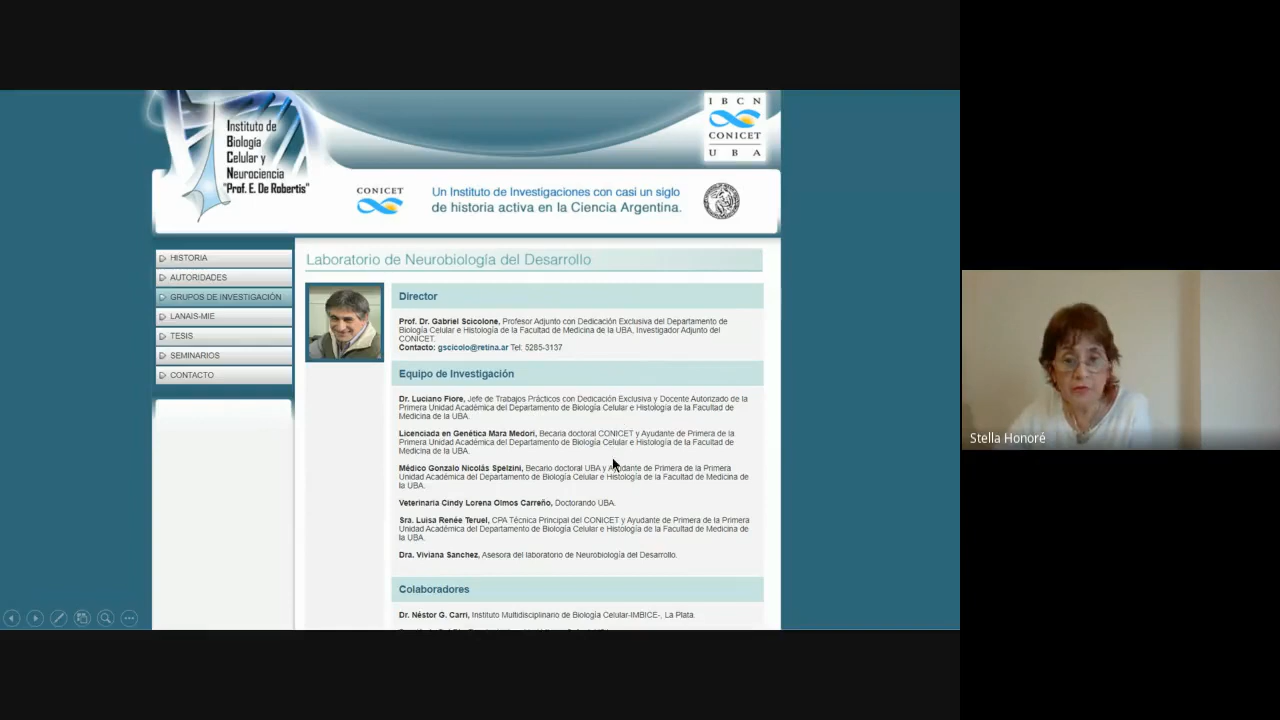 Instituto de
Biología
Celular y
Neurociencia
"Prof. E. De Robertis"
I B C N
CONICET
U B A
CONICET
Un Instituto de Investigaciones con casi un siglo
de historia activa en la Ciencia Argentina.
HISTORIA
AUTORIDADES
GRUPOS DE INVESTIGACIÓN
LANAIS-MIE
TESIS
SEMINARIOS
CONTACTO
Laboratorio de Neurobiología del Desarrollo
Director
Prof. Dr. Gabriel Scicolone, Profesor Adjunto con Dedicación Exclusiva del Departamento de
Biología Celular e Histología de la Facultad de Medicina de la UBA, Investigador Adjunto del
CONICET.
Contacto: gscicolo@retina.ar Tel: 5285-3137
Equipo de Investigación
Dr. Luciano Fiore, Jefe de Trabajos Prácticos con Dedicación Exclusiva y Docente Autorizado de la
Primera Unidad Académica del Departamento de Biología Celular e Histología de la Facultad de
Medicina de la UBA.
Licenciada en Genética Mara Medori, Becaria doctoral CONICET y Ayudante de Primera de la
Primera Unidad Académica del Departamento de Biología Celular e Histología de la Facultad de
Medicina de la UBA.
Médico Gonzalo Nicolás Spelzini, Becario doctoral UBA y Ayudante de Primera de la Primera
Unidad Académica del Departamento de Biología Celular e Histología de la Facultad de Medicina de
la UBA.
Veterinaria Cindy Lorena Olmos Carreño, Doctorando UBA.
Sra. Luisa Renée Teruel, CPA Técnica Principal del CONICET y Ayudante de Primera de la Primera
Unidad Académica del Departamento de Biología Celular e Histología de la Facultad de Medicina de
la UBA.
Dra. Viviana Sanchez, Asesora del laboratorio de Neurobiología del Desarrollo.
Colaboradores
Dr. Néstor G. Carri, Instituto Multidisciplinario de Biología Celular-IMBICE-, La Plata.
Stella Honoré